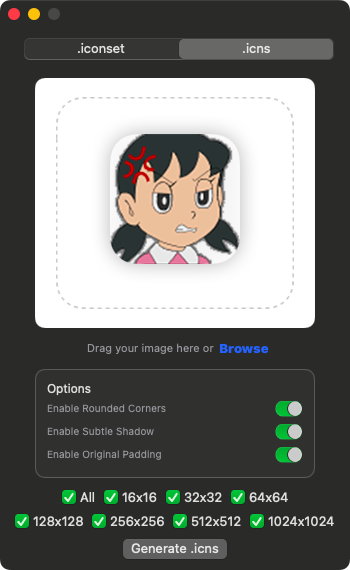 .iconset .icns
Drag your image here or Browse
Options
Enable Rounded Corners
Enable Subtle Shadow
Enable Original Padding
All 16x16 32x32 64x64
128x128 256x256 512x512 1024x1024
Generate .icns